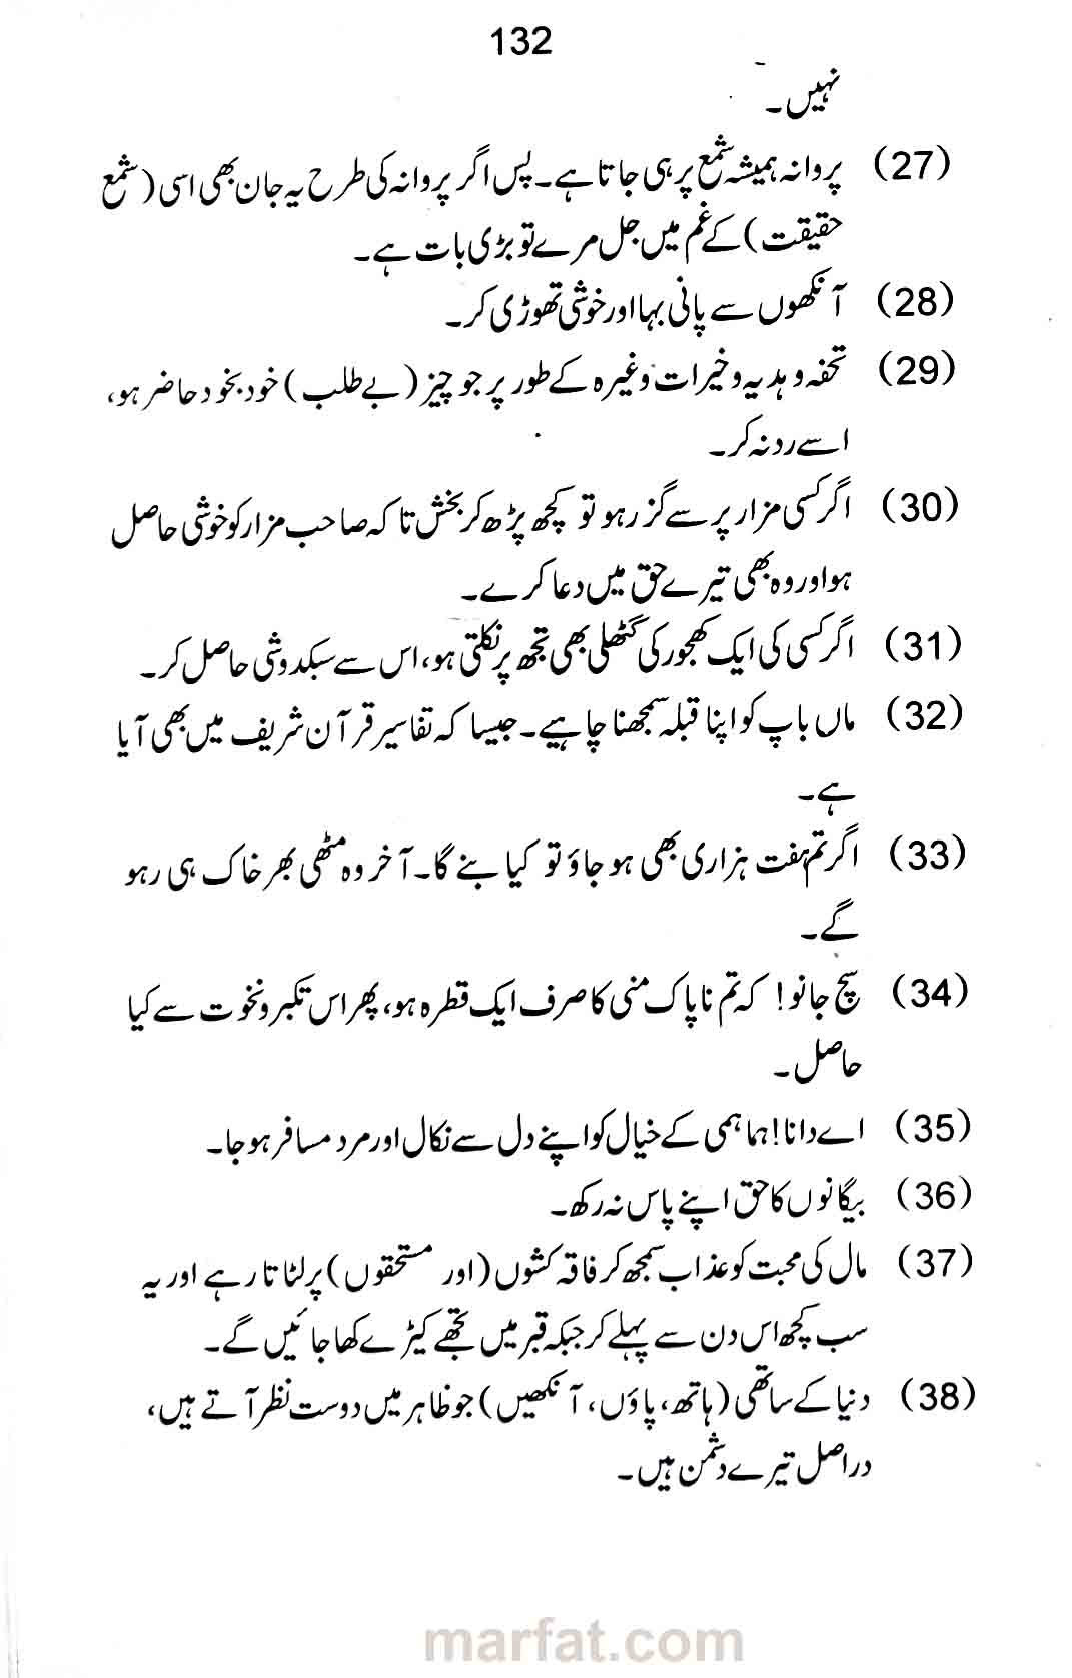 132
نہیں۔
(27) پروانہ ہمیشہ شمع پر ہی جاتا ہے۔ پس اگر پروانہ کی طرح یہ جان بھی اسی (شمع
حقیقت) کے غم میں جل مرے تو بڑی بات ہے۔
(28) آنکھوں سے پانی بہا اور خوشی تھوڑی کر۔
(29) تحفہ و ہدیہ و خیرات وغیرہ کے طور پر جو چیز (بے طلب) خود بخود حاضر ہو،
اسے رد نہ کر۔
(30) اگر کسی مزار پر سے گزر ہو تو کچھ پڑھ کر بخش تاکہ صاحب مزار کو خوشی حاصل
ہو اور وہ بھی تیرے حق میں دعا کرے۔
(31) اگر کسی کی ایک کھجور کی گٹھلی بھی تجھ پر نکلتی ہو، اس سے سبکدوشی حاصل کر۔
(32) ماں باپ کو اپنا قبلہ سمجھنا چاہیے۔ جیسا کہ تفاسیر قرآن شریف میں بھی آیا
ہے۔
(33) اگر تم ہفت ہزاری بھی ہو جاؤ تو کیا بنے گا۔ آخر وہ مٹھی بھر خاک ہی رہو
گے۔
(34) سچ جانو! کہ تم ناپاک منی کا صرف ایک قطرہ ہو، پھر اس تکبر و نخوت سے کیا
حاصل۔
(35) اے دانا! ہما ہمی کے خیال کو اپنے دل سے نکال اور مرد مسافر ہو جا۔
(36) بیگانوں کا حق اپنے پاس نہ رکھ۔
(37) مال کی محبت کو عذاب سمجھ کر فاقہ کشوں (اور مستحقوں) پر لٹاتا رہے اور یہ
سب کچھ اس دن سے پہلے کر جبکہ قبر میں تجھے کیڑے کھا جائیں گے۔
(38) دنیا کے ساتھی (ہاتھ، پاؤں، آنکھیں) جو ظاہر میں دوست نظر آتے ہیں،
دراصل تیرے دشمن ہیں۔
marfat.com